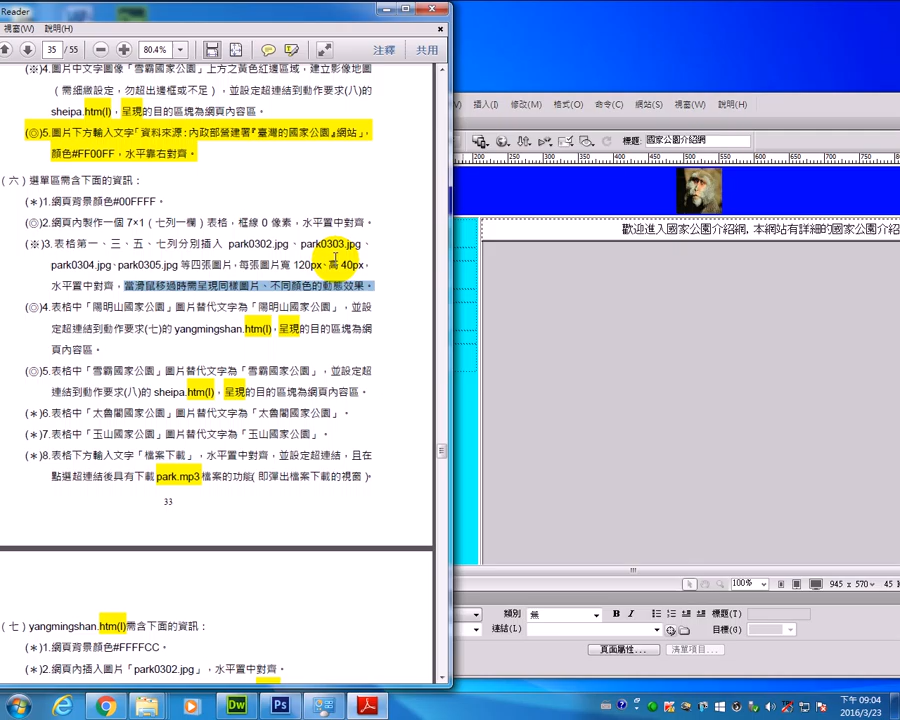 Reader
視窗(W) 說明(H)
35 / 55 80.4% 注釋 共用
(※)4.圖片中文字圖像「雪霸國家公園」上方之黃色紅邊區域，建立影像地圖
（需細緻設定，勿超出邊框或不足），並設定超連結到動作要求(八)的
sheipa.htm(l)，呈現的目的區塊為網頁內容區。
(◎)5.圖片下方輸入文字「資料來源：內政部營建署『臺灣的國家公園』網站」，
顏色#FF00FF，水平靠右對齊。
(六) 選單區需含下面的資訊：
(＊)1.網頁背景顏色#00FFFF。
(◎)2.網頁內製作一個 7×1（七列一欄）表格，框線 0 像素，水平置中對齊。
(※)3.表格第一、三、五、七列分別插入 park0302.jpg、park0303.jpg、
park0304.jpg、park0305.jpg 等四張圖片，每張圖片寬 120px、高 40px，
水平置中對齊，當滑鼠移過時需呈現同樣圖片、不同顏色的動態效果。
(◎)4.表格中「陽明山國家公園」圖片替代文字為「陽明山國家公園」，並設
定超連結到動作要求(七)的 yangmingshan.htm(l)，呈現的目的區塊為網
頁內容區。
(◎)5.表格中「雪霸國家公園」圖片替代文字為「雪霸國家公園」，並設定超
連結到動作要求(八)的 sheipa.htm(l)，呈現的目的區塊為網頁內容區。
(＊)6.表格中「太魯閣國家公園」圖片替代文字為「太魯閣國家公園」。
(＊)7.表格中「玉山國家公園」圖片替代文字為「玉山國家公園」。
(＊)8.表格下方輸入文字「檔案下載」，水平置中對齊，並設定超連結，且在
點選超連結後具有下載 park.mp3 檔案的功能(即彈出檔案下載的視窗)。
33
(七) yangmingshan.htm(l)需含下面的資訊：
(＊)1.網頁背景顏色#FFFFCC。
(＊)2.網頁內插入圖片「park0302.jpg」，水平置中對齊。
插入(I) 修改(M) 格式(O) 命令(C) 網站(S) 視窗(W) 說明(H)
標題: 國家公園介紹網
200 250 300 350 400 450 500 550 600 650 700 750 800
歡迎進入國家公園介紹網, 本網站有詳細的國家公園介紹
100% 945 x 570 45
類別 無 B I 標題(T)
連結(L) 目標(G)
頁面屬性... 清單項目...
Dw Ps
下午 09:04
2016/3/23